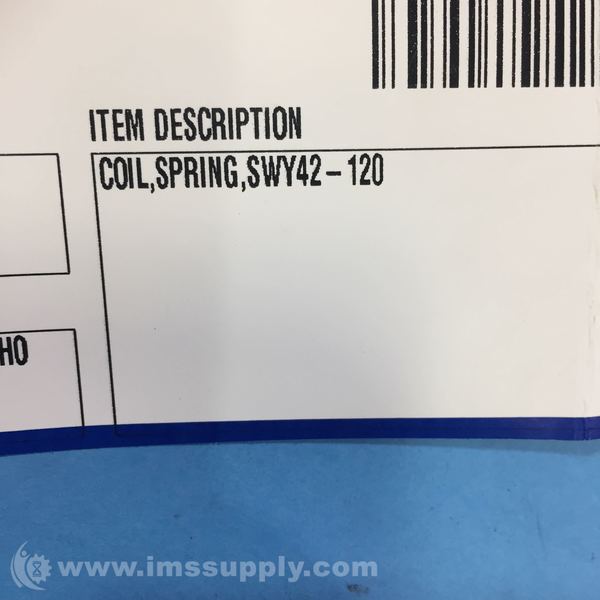 ITEM DESCRIPTION
COIL,SPRING,SWY42-120
HO
www.imssupply.com